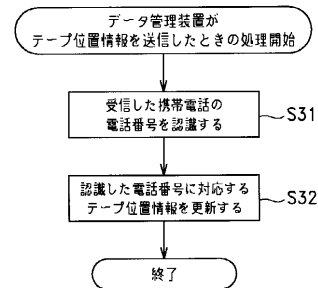 データ管理装置が
テープ位置情報を送信したときの処理開始
受信した携帯電話の
電話番号を認識する
S31
認識した電話番号に対応する
テープ位置情報を更新する
S32
終了